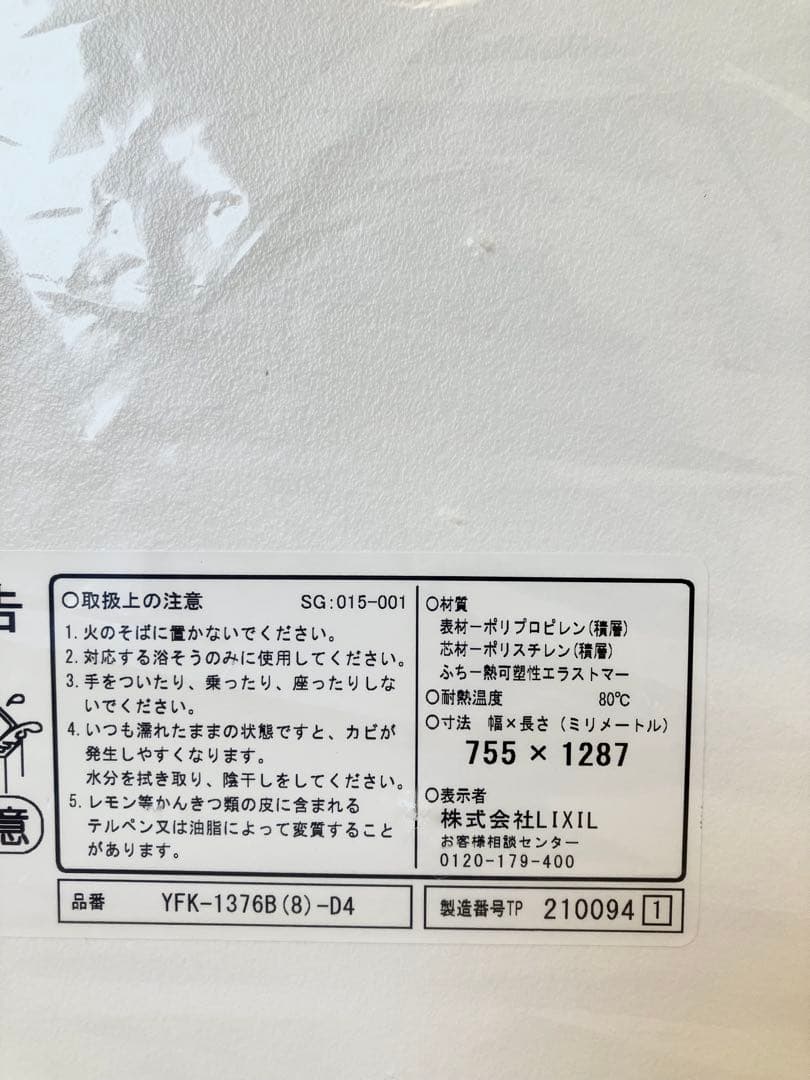 告
意
○取扱上の注意 SG:015-001
1. 火のそばに置かないでください。
2. 対応する浴そうのみに使用してください。
3. 手をついたり、乗ったり、座ったりしな
いでください。
4. いつも濡れたままの状態ですと、カビが
発生しやすくなります。
水分を拭き取り、陰干しをしてください。
5. レモン等かんきつ類の皮に含まれる
テルペン又は油脂によって変質すること
があります。
○材質
表材ーポリプロピレン(積層)
芯材ーポリスチレン(積層)
ふちー熱可塑性エラストマー
○耐熱温度 80℃
○寸法 幅×長さ（ミリメートル）
755 × 1287
○表示者
株式会社LIXIL
お客様相談センター
0120-179-400
品番 YFK-1376B(8)-D4
製造番号TP 210094 1